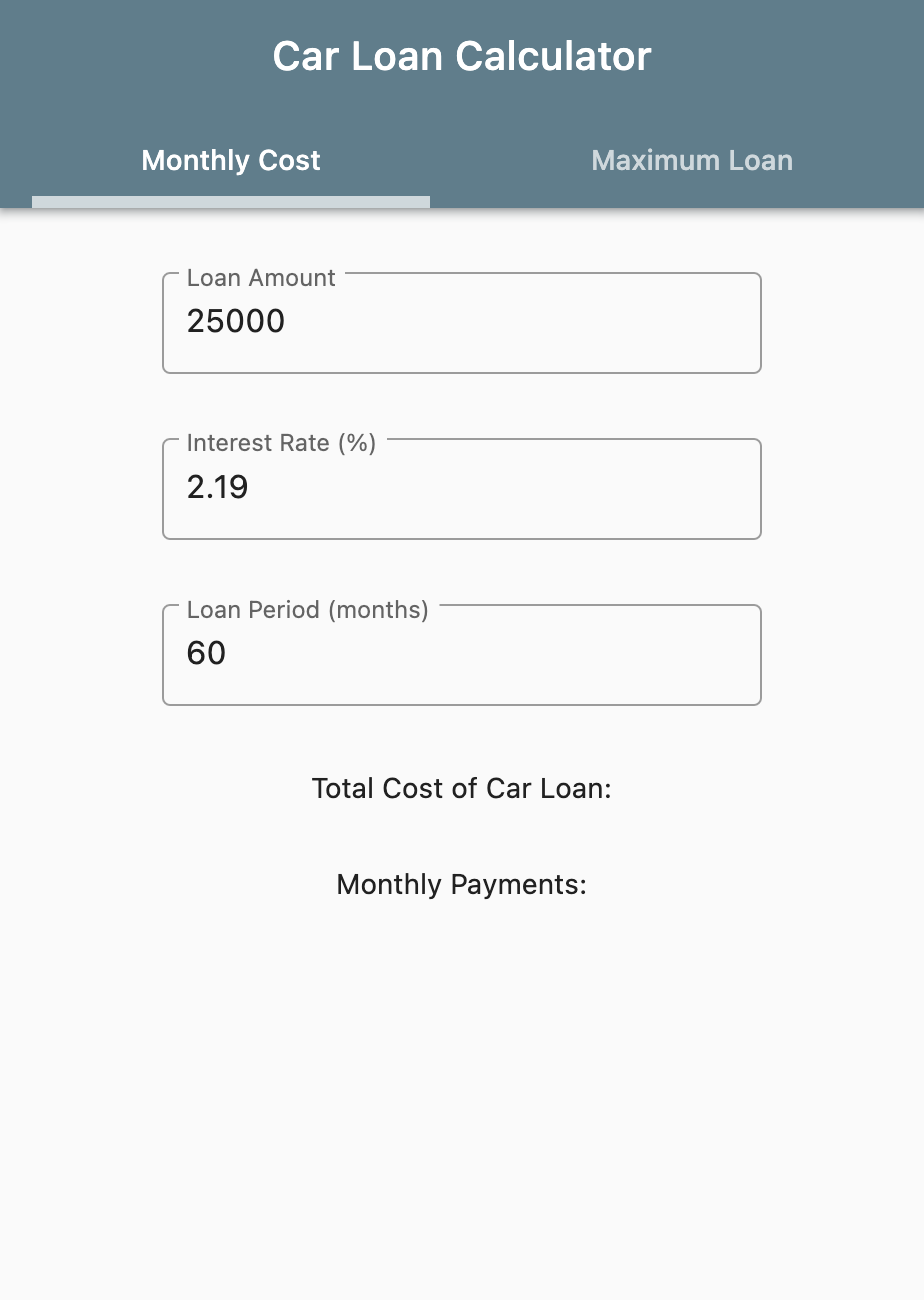 Car Loan Calculator
Monthly Cost Maximum Loan
Loan Amount
25000
Interest Rate (%)
2.19
Loan Period (months)
60
Total Cost of Car Loan:
Monthly Payments: